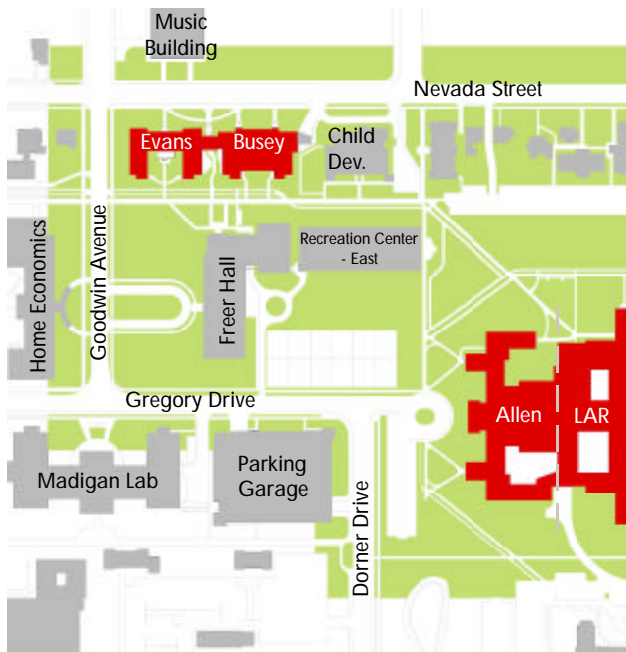 Music
Building
Nevada Street
Evans
Busey
Child
Dev.
Home Economics
Goodwin Avenue
Freer Hall
Recreation Center
- East
Gregory Drive
Allen
LAR
Madigan Lab
Parking
Garage
Dorner Drive